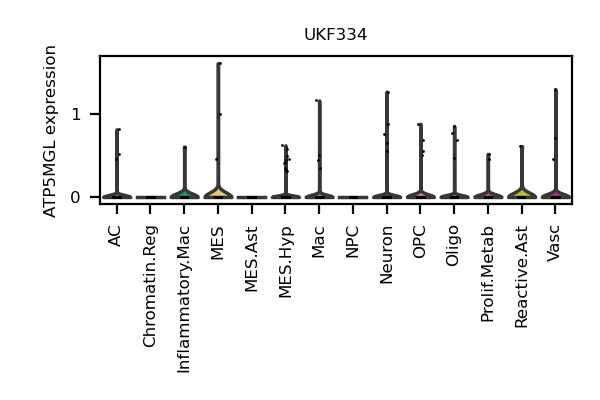 UKF334
ATP5MGL expression
1
0
AC
Chromatin.Reg
Inflammatory.Mac
MES
MES.Ast
MES.Hyp
Mac
NPC
Neuron
OPC
Oligo
Prolif.Metab
Reactive.Ast
Vasc